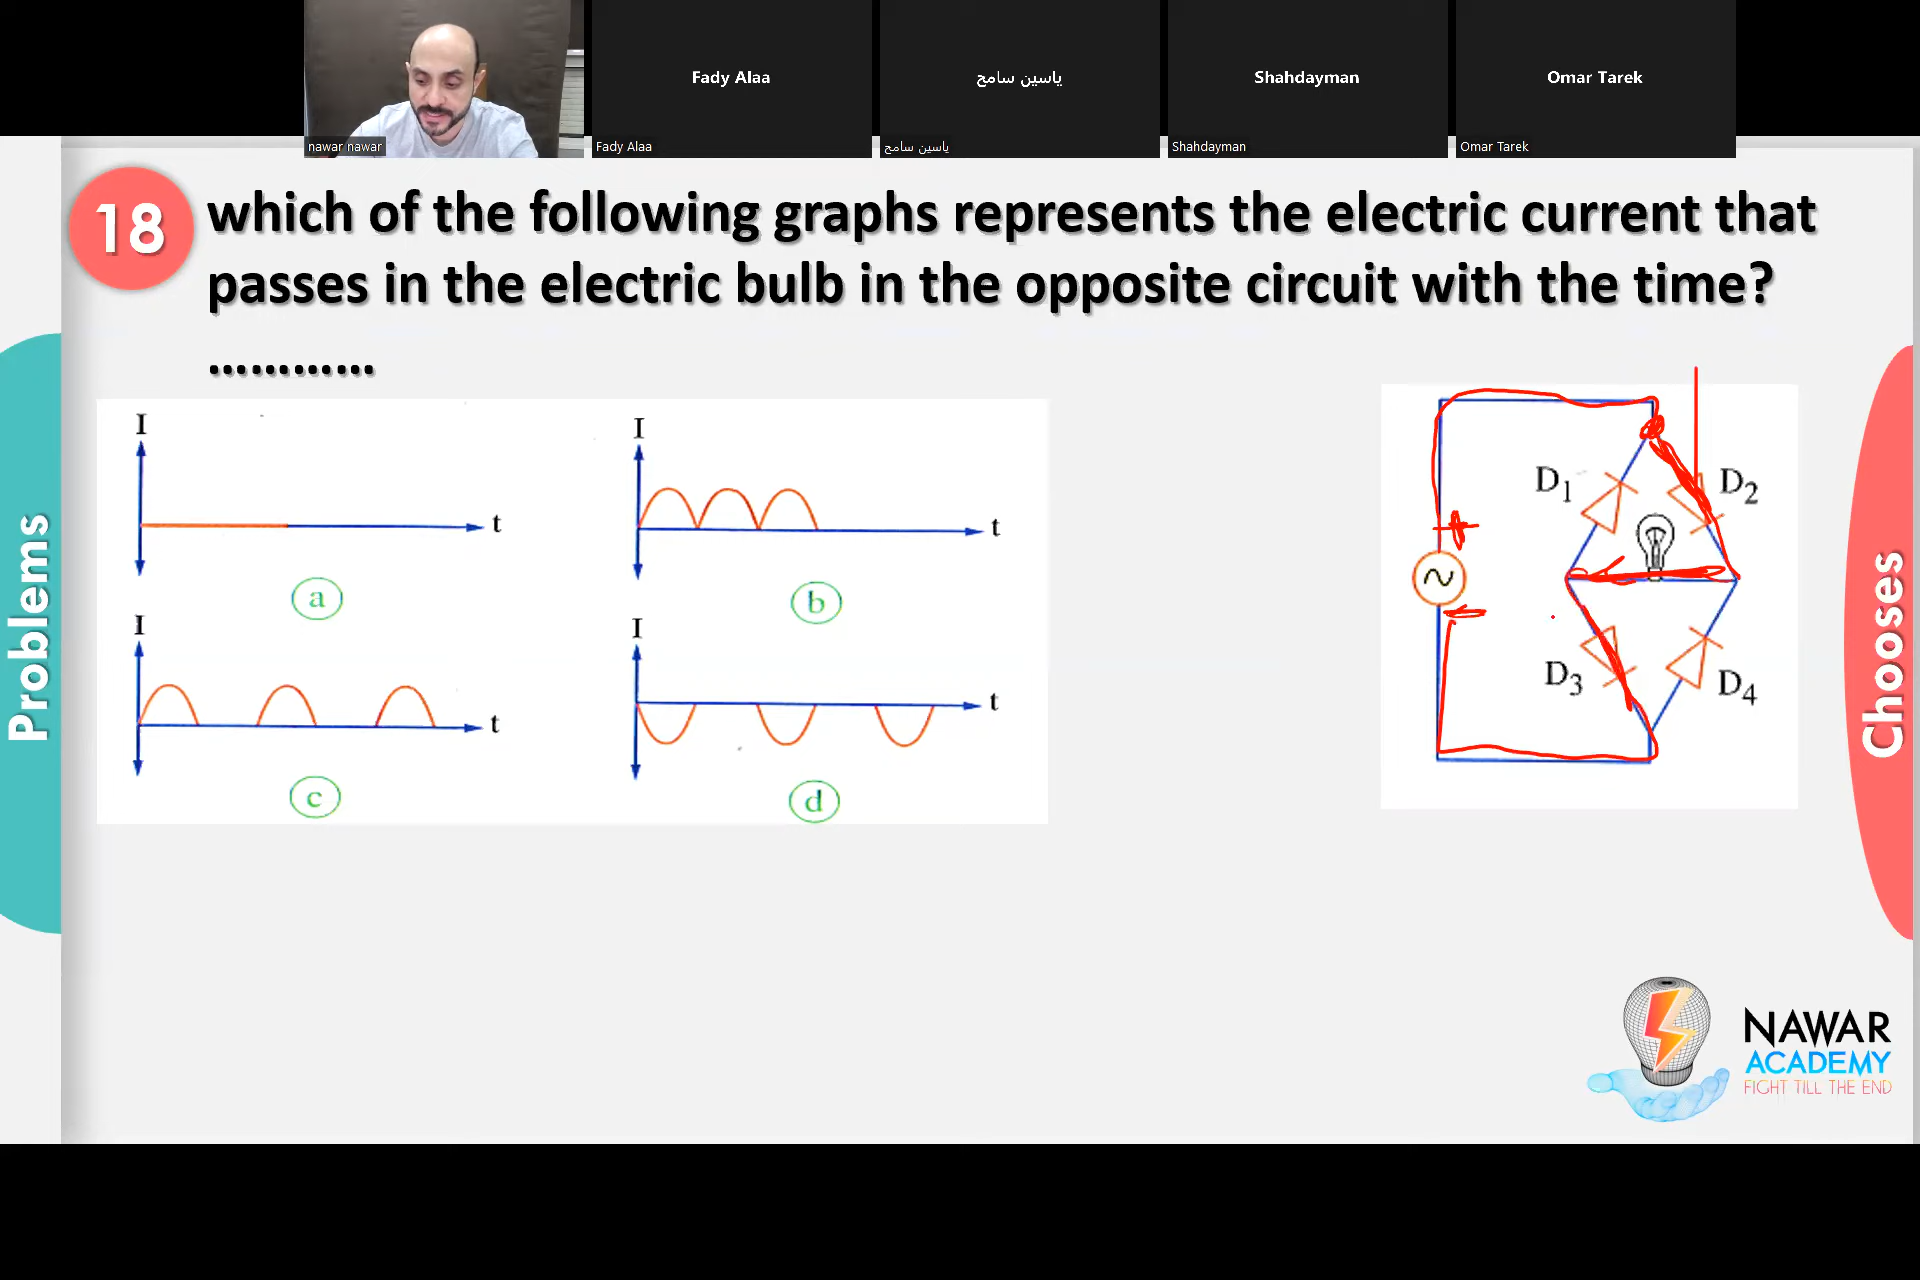 Fady Alaa
ياسين سامح
Shahdayman
Omar Tarek
nawar nawar
Fady Alaa
ياسين سامح
Shahdayman
Omar Tarek
18
which of the following graphs represents the electric current that
passes in the electric bulb in the opposite circuit with the time?
............
I
t
a
I
t
b
I
t
c
I
t
d
D1
D2
D3
D4
Problems
Chooses
NAWAR
ACADEMY
FIGHT TILL THE END